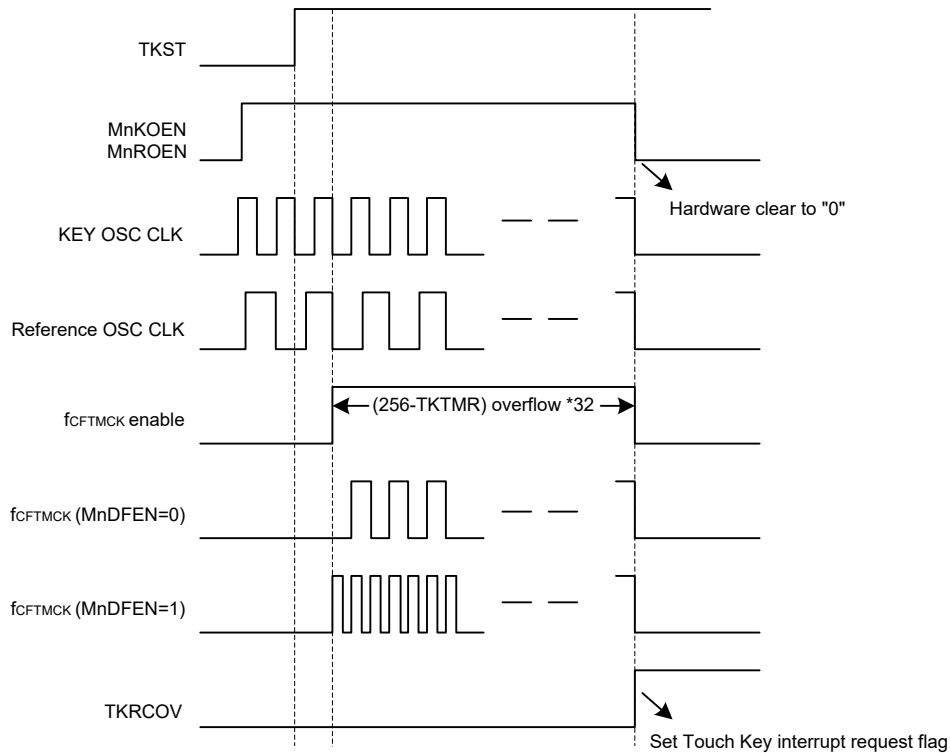 TKST
MnKOEN
MnROEN
Hardware clear to "0"
KEY OSC CLK
Reference OSC CLK
(256-TKTMR) overflow *32
fCFTMCK enable
fCFTMCK (MnDFEN=0)
fCFTMCK (MnDFEN=1)
TKRCOV
Set Touch Key interrupt request flag